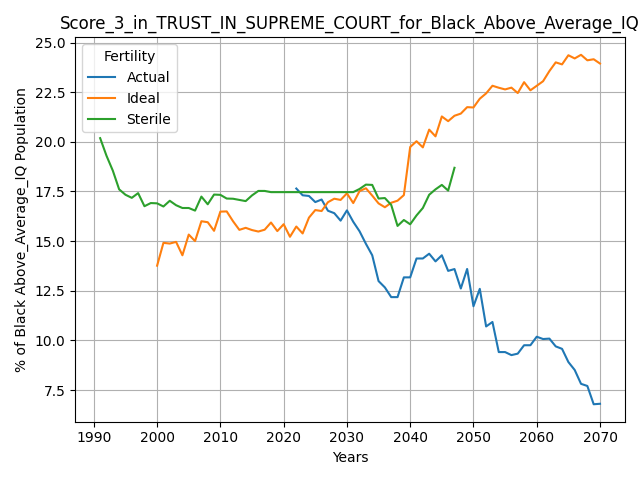 Score_3_in_TRUST_IN_SUPREME_COURT_for_Black_Above_Average_IQ
Fertility
Actual
Ideal
Sterile
% of Black Above_Average_IQ Population
25.0
22.5
20.0
17.5
15.0
12.5
10.0
7.5
1990 2000 2010 2020 2030 2040 2050 2060 2070
Years